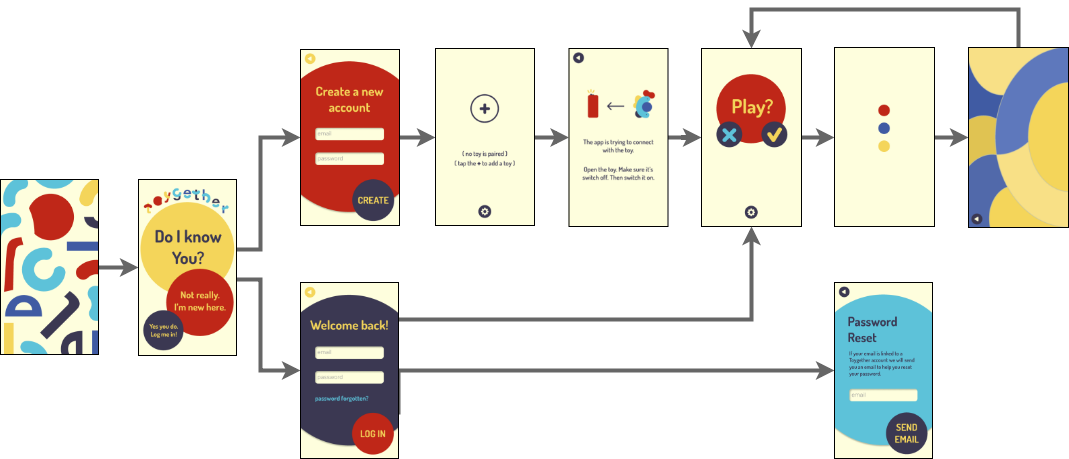 Toygether
Do I know
You?
Not really.
I'm new here.
Yes you do.
Log me in!
Create a new
account
email
password
CREATE
( no toy is paired )
( tap the + to add a toy )
The app is trying to connect
with the toy.
Open the toy. Make sure it's
switch off. Then switch it on.
Play?
Welcome back!
email
password
password forgotten?
LOG IN
Password
Reset
If your email is linked to a
Toygether account we will send
you an email to help you reset
your password.
email
SEND
EMAIL